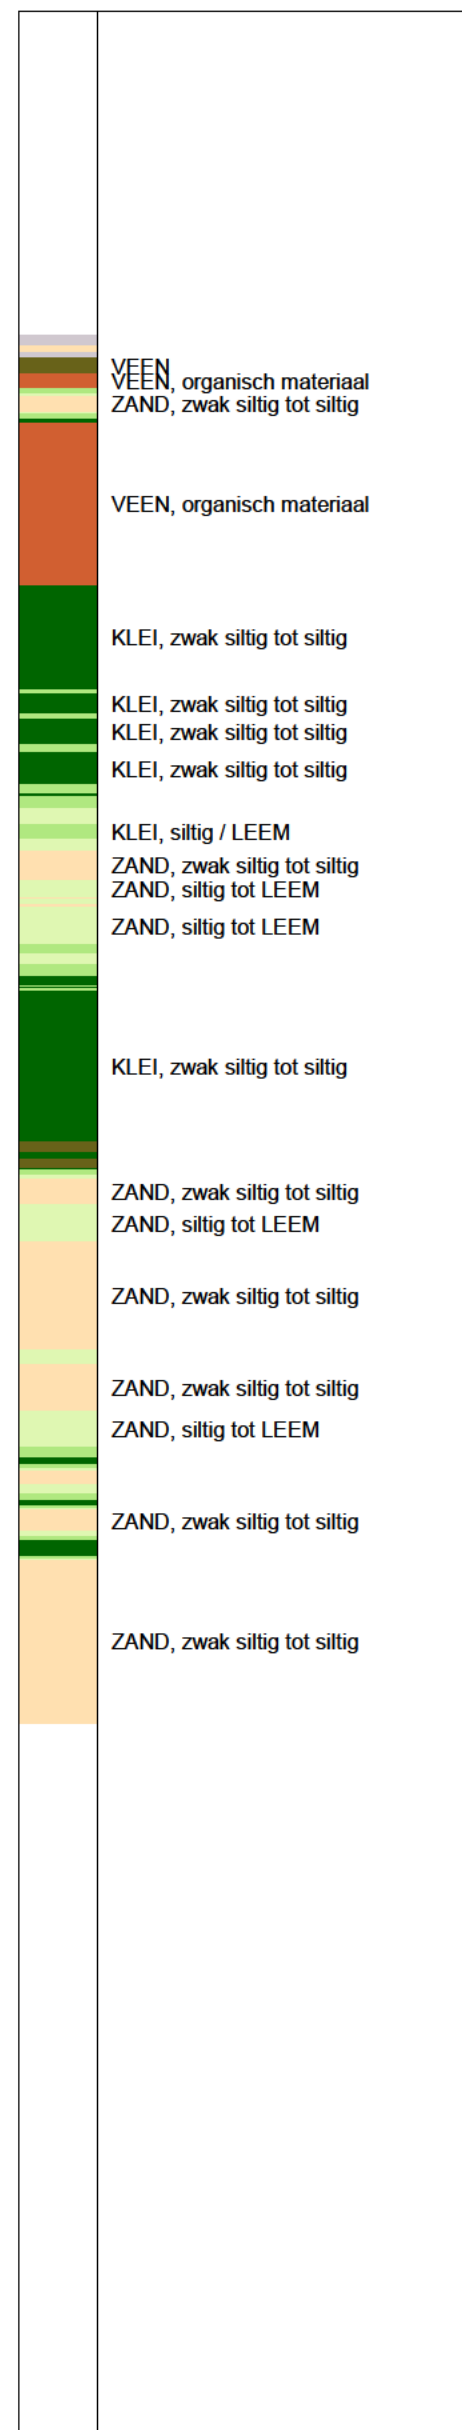 VEEN
VEEN, organisch materiaal
ZAND, zwak siltig tot siltig
VEEN, organisch materiaal
KLEI, zwak siltig tot siltig
KLEI, zwak siltig tot siltig
KLEI, zwak siltig tot siltig
KLEI, zwak siltig tot siltig
KLEI, siltig / LEEM
ZAND, zwak siltig tot siltig
ZAND, siltig tot LEEM
ZAND, siltig tot LEEM
KLEI, zwak siltig tot siltig
ZAND, zwak siltig tot siltig
ZAND, siltig tot LEEM
ZAND, zwak siltig tot siltig
ZAND, zwak siltig tot siltig
ZAND, siltig tot LEEM
ZAND, zwak siltig tot siltig
ZAND, zwak siltig tot siltig